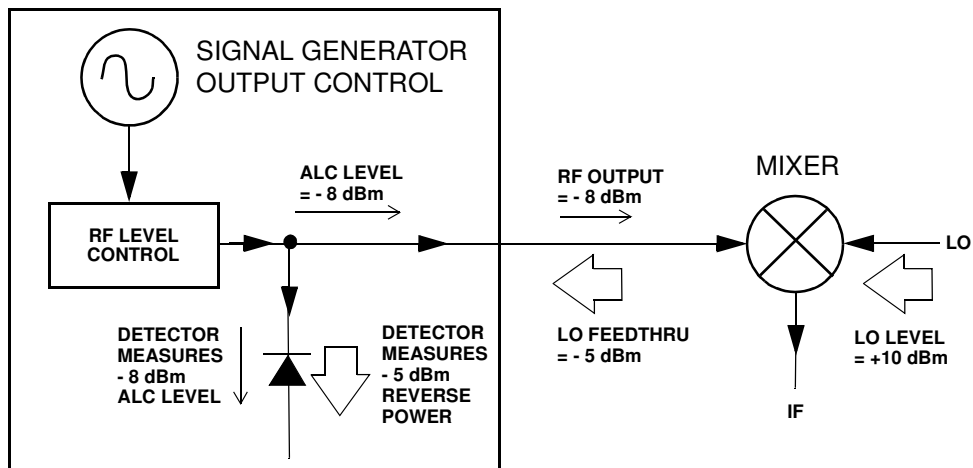 SIGNAL GENERATOR
OUTPUT CONTROL
MIXER
ALC LEVEL
= - 8 dBm
RF OUTPUT
= - 8 dBm
RF LEVEL
CONTROL
LO
DETECTOR
MEASURES
- 8 dBm
ALC LEVEL
DETECTOR
MEASURES
- 5 dBm
REVERSE
POWER
LO FEEDTHRU
= - 5 dBm
LO LEVEL
= +10 dBm
IF